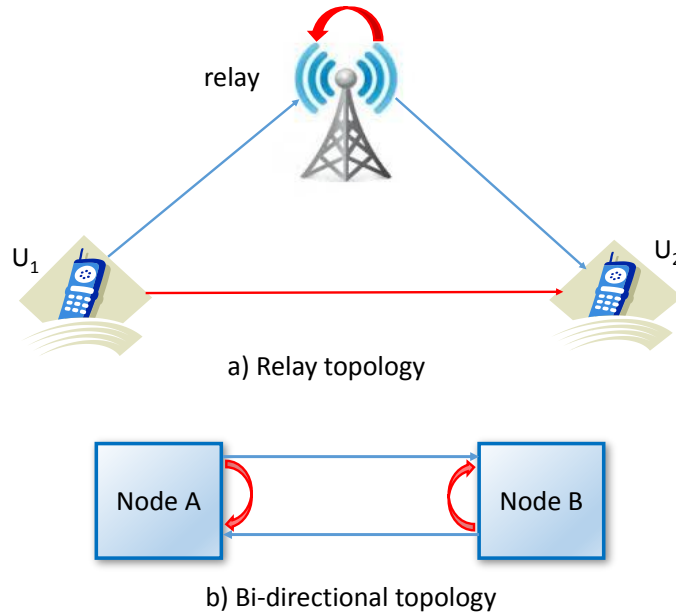 relay
U1
U2
a) Relay topology
Node A
Node B
b) Bi-directional topology